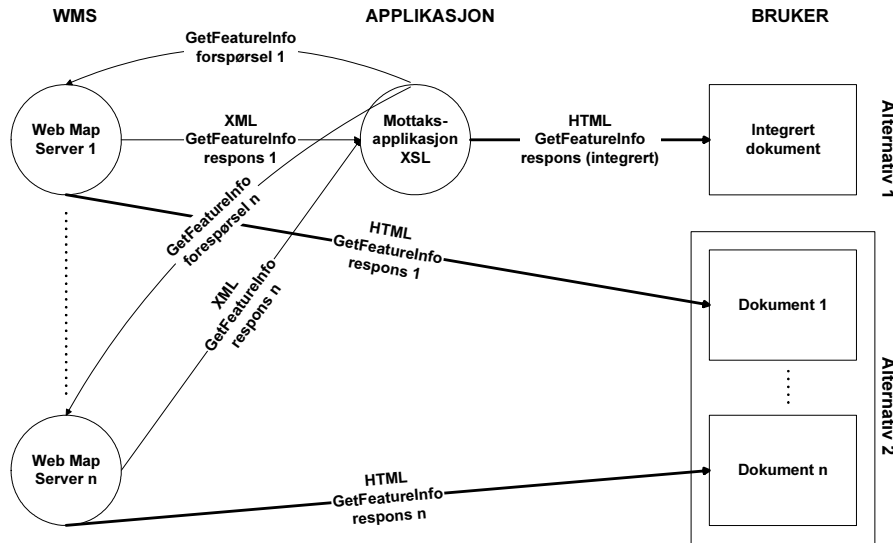 WMS
APPLIKASJON
BRUKER
GetFeatureInfo
forspørsel 1
Web Map
Server 1
XML
GetFeatureInfo
respons 1
Mottaks-
applikasjon
XSL
HTML
GetFeatureInfo
respons (integrert)
Integrert
dokument
Alternativ 1
GetFeatureInfo
forespørsel n
HTML
GetFeatureInfo
respons 1
XML
GetFeatureInfo
respons n
Dokument 1
Alternativ 2
Web Map
Server n
HTML
GetFeatureInfo
respons n
Dokument n